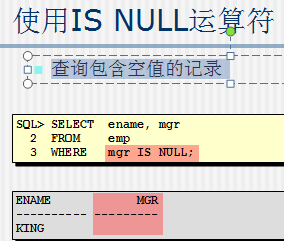 使用IS NULL运算符
查询包含空值的记录
SQL> SELECT  ename, mgr
  2  FROM    emp
  3  WHERE   mgr IS NULL;
ENAME            MGR
---------- ---------
KING